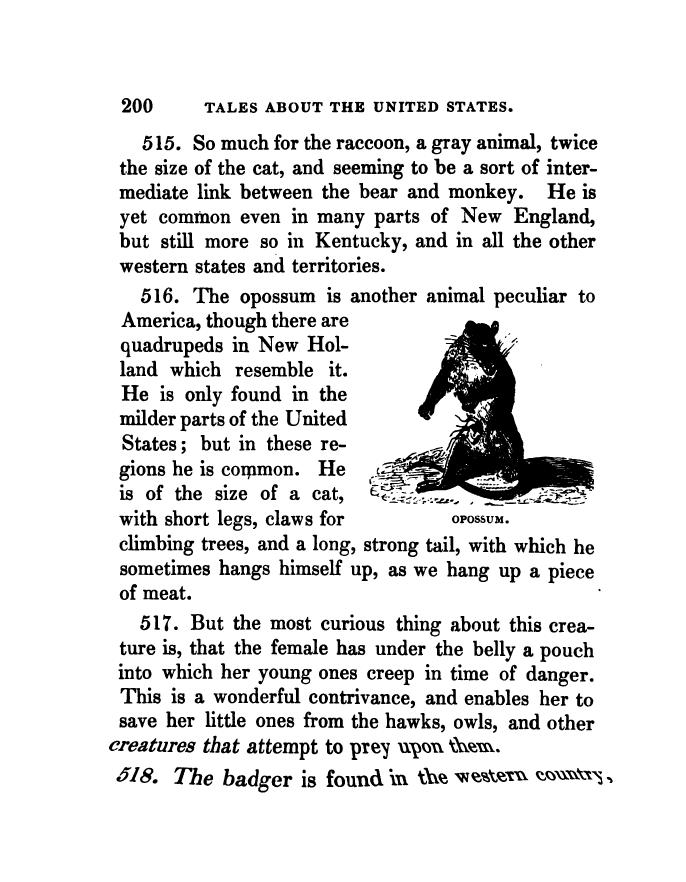 200 TALES ABOUT THE UNITED STATES.
515. So much for the raccoon, a gray animal, twice
the size of the cat, and seeming to be a sort of inter-
mediate link between the bear and monkey. He is
yet common even in many parts of New England,
but still more so in Kentucky, and in all the other
western states and territories.
516. The opossum is another animal peculiar to
America, though there are
quadrupeds in New Hol-
land which resemble it.
He is only found in the
milder parts of the United
States; but in these re-
gions he is common. He
is of the size of a cat,
with short legs, claws for
OPOSSUM.
climbing trees, and a long, strong tail, with which he
sometimes hangs himself up, as we hang up a piece
of meat.
517. But the most curious thing about this crea-
ture is, that the female has under the belly a pouch
into which her young ones creep in time of danger.
This is a wonderful contrivance, and enables her to
save her little ones from the hawks, owls, and other
creatures that attempt to prey upon them.
518. The badger is found in the western country,